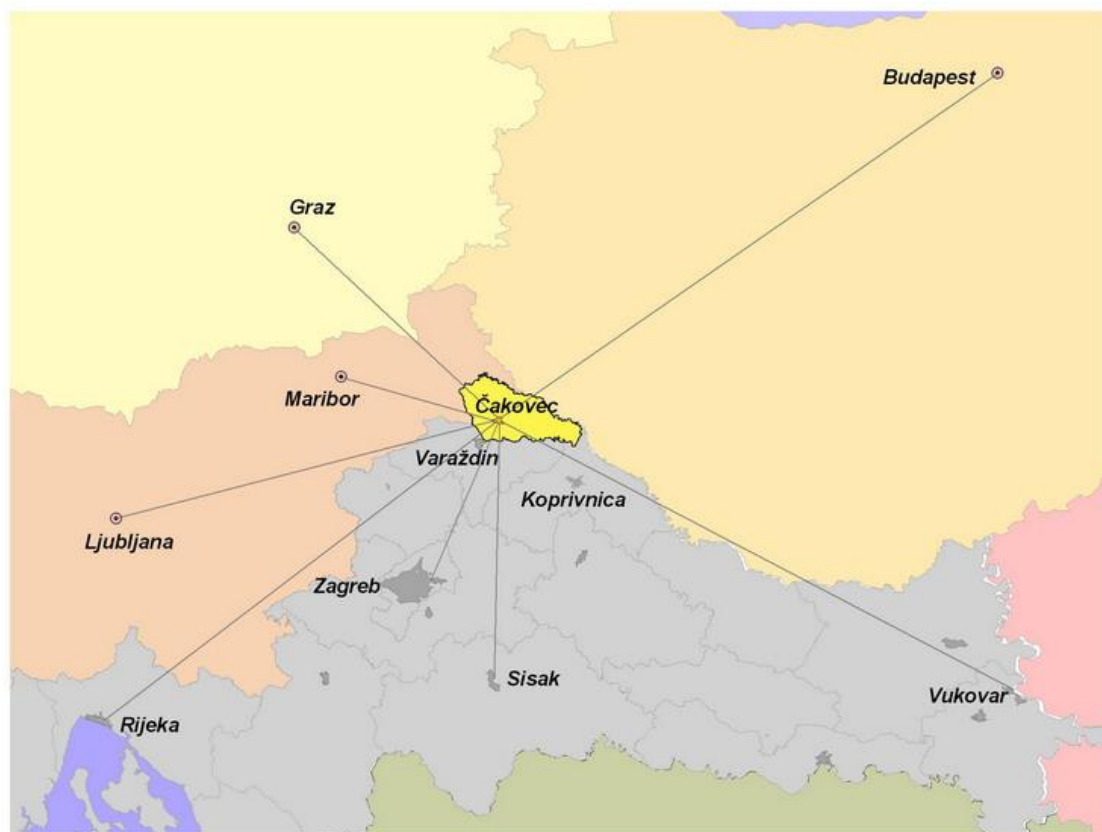 Budapest
Graz
Maribor
Čakovec
Varaždin
Koprivnica
Ljubljana
Zagreb
Sisak
Vukovar
Rijeka